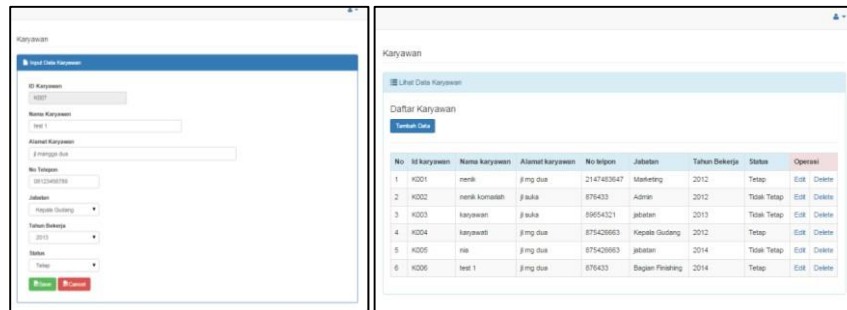 Karyawan
Input Data Karyawan
ID Karyawan
K007
Nama Karyawan
test 1
Alamat Karyawan
jl mangga dua
No Telepon
08123456789
Jabatan
Kepala Gudang
Tahun Bekerja
2013
Status
Tetap
Save Cancel
Karyawan
Lihat Data Karyawan
Daftar Karyawan
Tambah Data
No Id karyawan Nama karyawan Alamat karyawan No telpon Jabatan Tahun Bekerja Status Operasi
1 K001 nenik jl mg dua 2147483647 Marketing 2012 Tetap Edit Delete
2 K002 nenik komariah jl suka 876433 Admin 2012 Tidak Tetap Edit Delete
3 K003 karyawan jl suka 89654321 jabatan 2013 Tidak Tetap Edit Delete
4 K004 karyawati jl mg dua 875426663 Kepala Gudang 2012 Tetap Edit Delete
5 K005 nia jl mg dua 875426663 jabatan 2014 Tidak Tetap Edit Delete
6 K006 test 1 jl mg dua 876433 Bagian Finishing 2014 Tetap Edit Delete